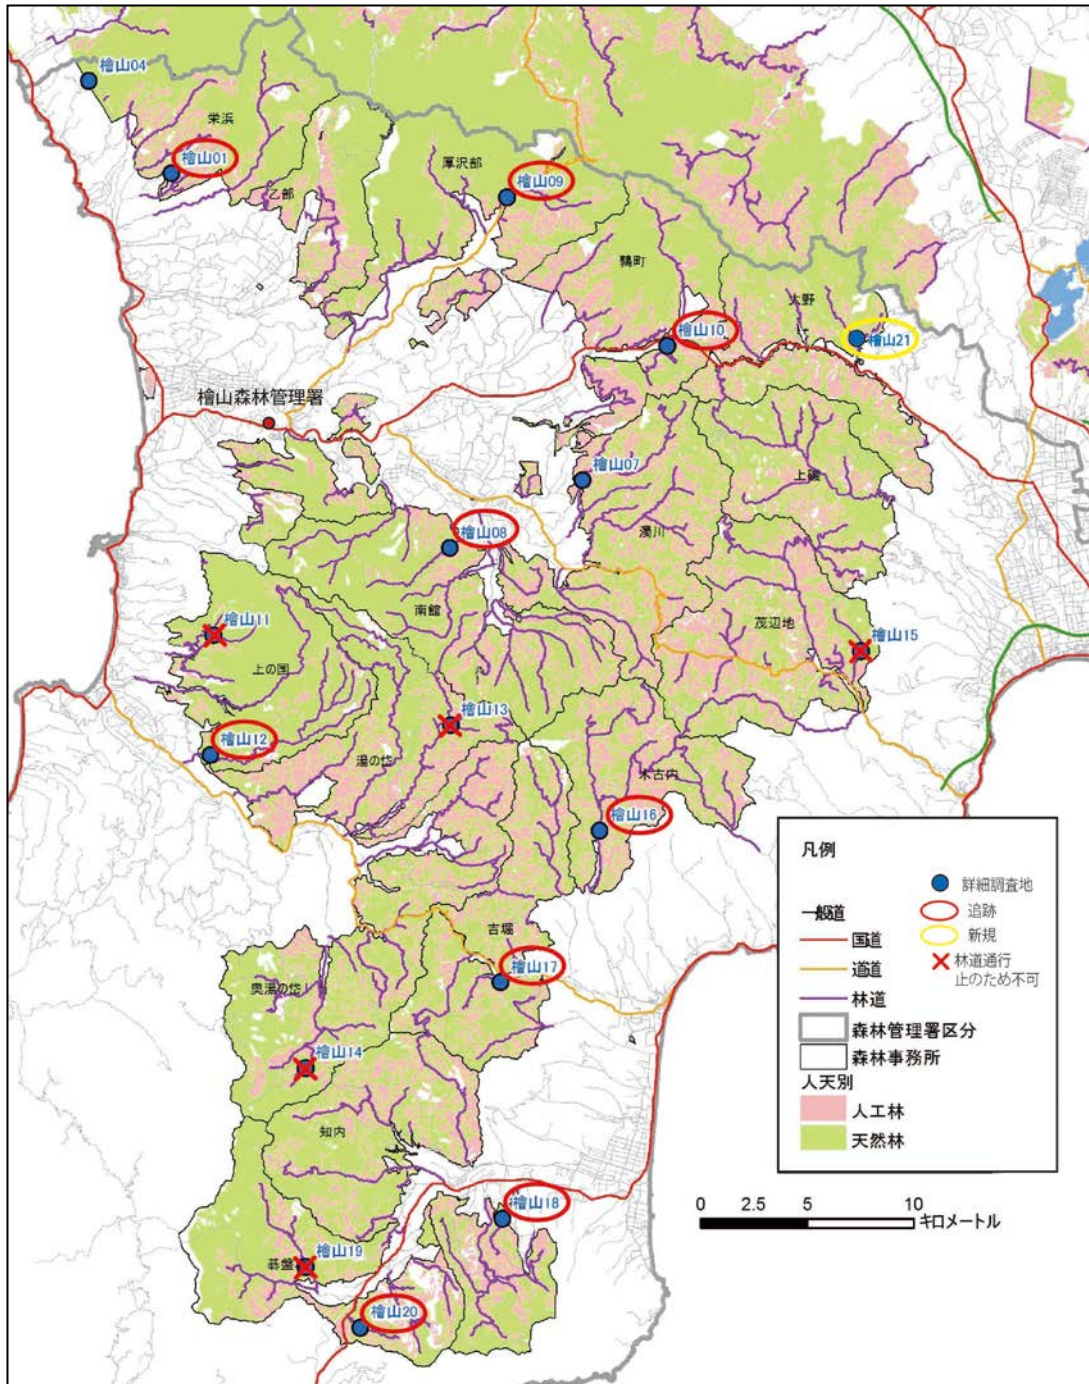 檜山04
栄浜
檜山01
乙部
厚沢部
檜山09
鶉町
大野
檜山10
檜山21
檜山森林管理署
檜山07
上磯
檜山08
濁川
南館
茂辺地
檜山11
檜山15
上の国
檜山13
檜山12
湯の岱
木古内
檜山16
吉堀
檜山17
奥湯の岱
檜山14
知内
檜山18
檜山19
碁盤
檜山20
凡例
詳細調査地
一般道
追跡
国道
新規
道道
林道通行
止のため不可
林道
森林管理署区分
森林事務所
人天別
人工林
天然林
0 2.5 5 10
キロメートル